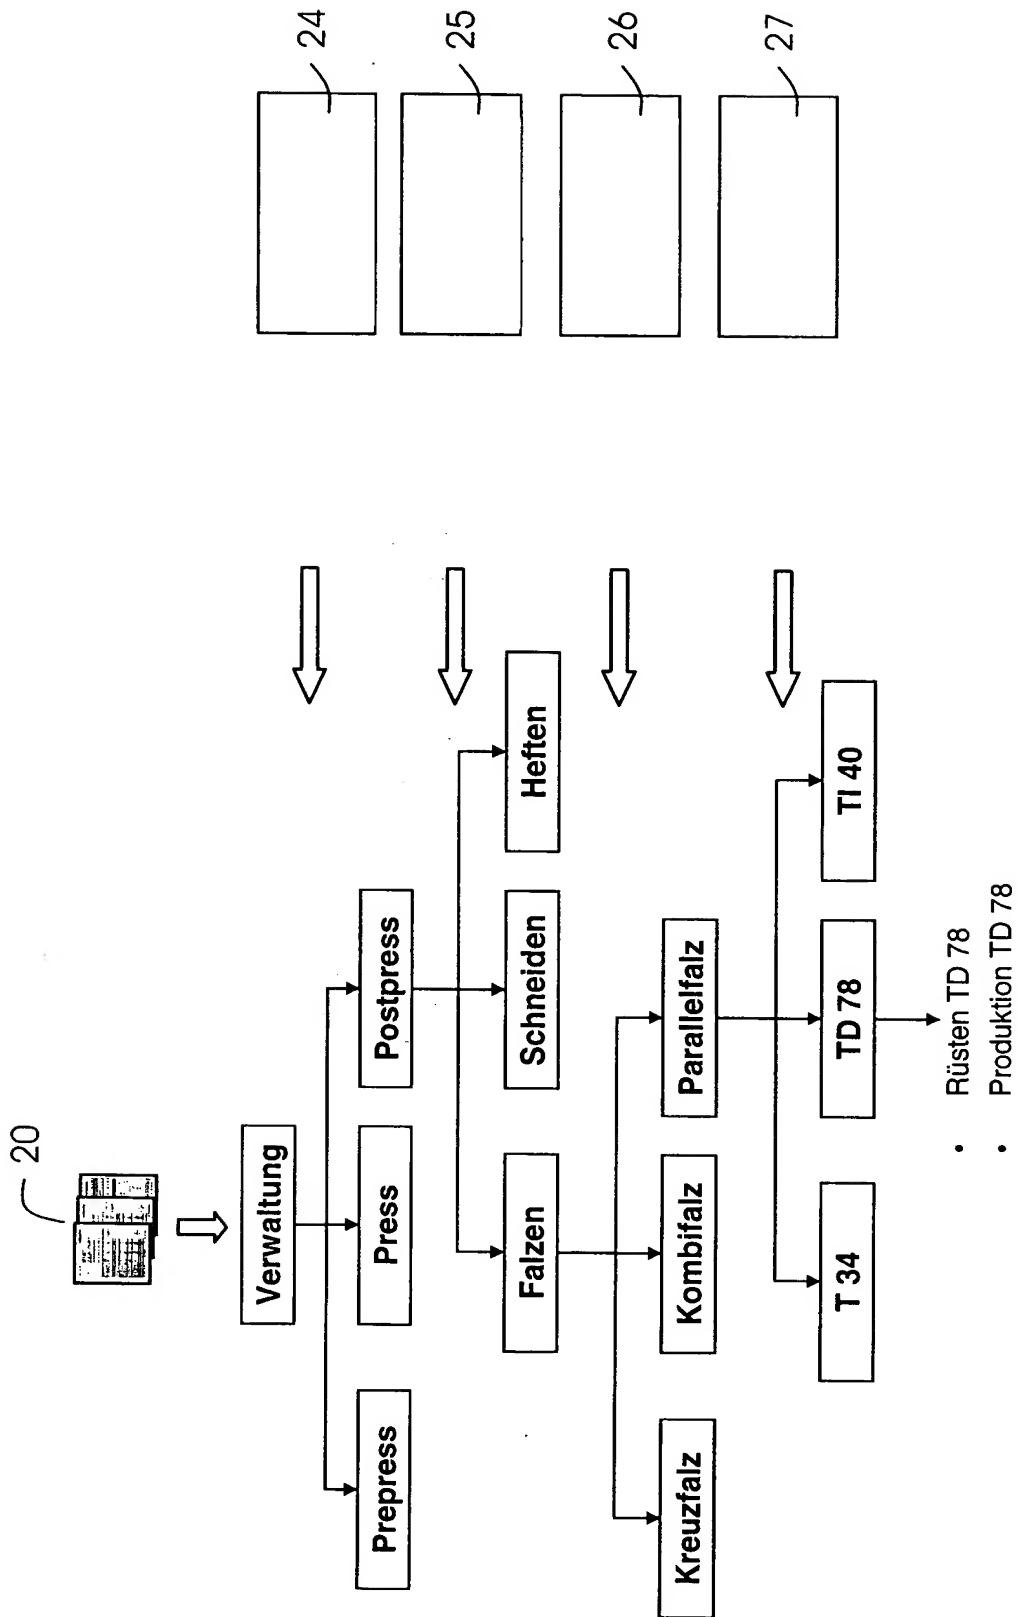 20
Verwaltung
24
Prepress
Press
Postpress
25
Falzen
Schneiden
Heften
26
Kreuzfalz
Kombifalz
Parallelfalz
27
T 34
TD 78
TI 40
• Rüsten TD 78
• Produktion TD 78